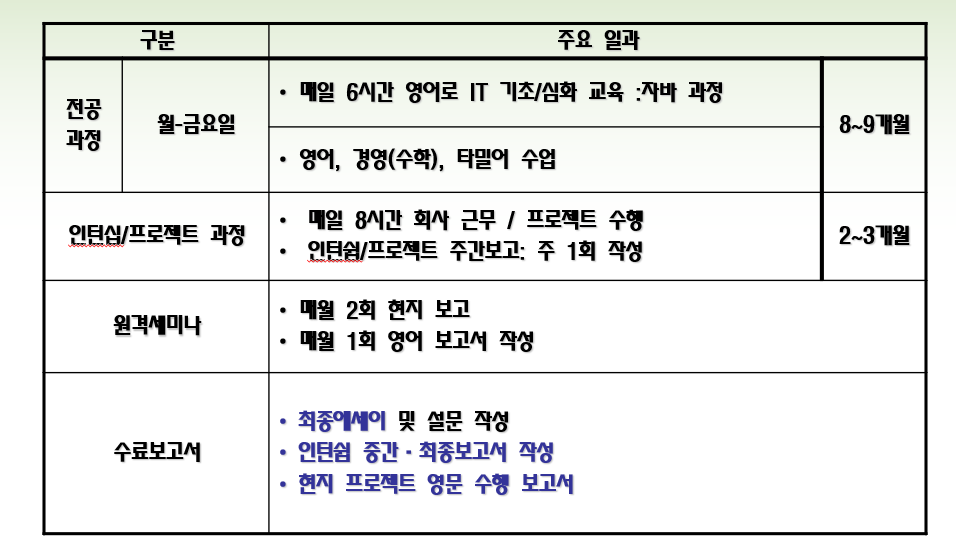 구분
주요 일과
전공
과정
월-금요일
• 매일 6시간 영어로 IT 기초/심화 교육 :자바 과정
8~9개월
• 영어, 경영(수학), 타밀어 수업
인턴십/프로젝트 과정
• 매일 8시간 회사 근무 / 프로젝트 수행
• 인턴쉽/프로젝트 주간보고: 주 1회 작성
2~3개월
원격세미나
• 매월 2회 현지 보고
• 매월 1회 영어 보고서 작성
수료보고서
• 최종에세이 및 설문 작성
• 인턴쉽 중간·최종보고서 작성
• 현지 프로젝트 영문 수행 보고서